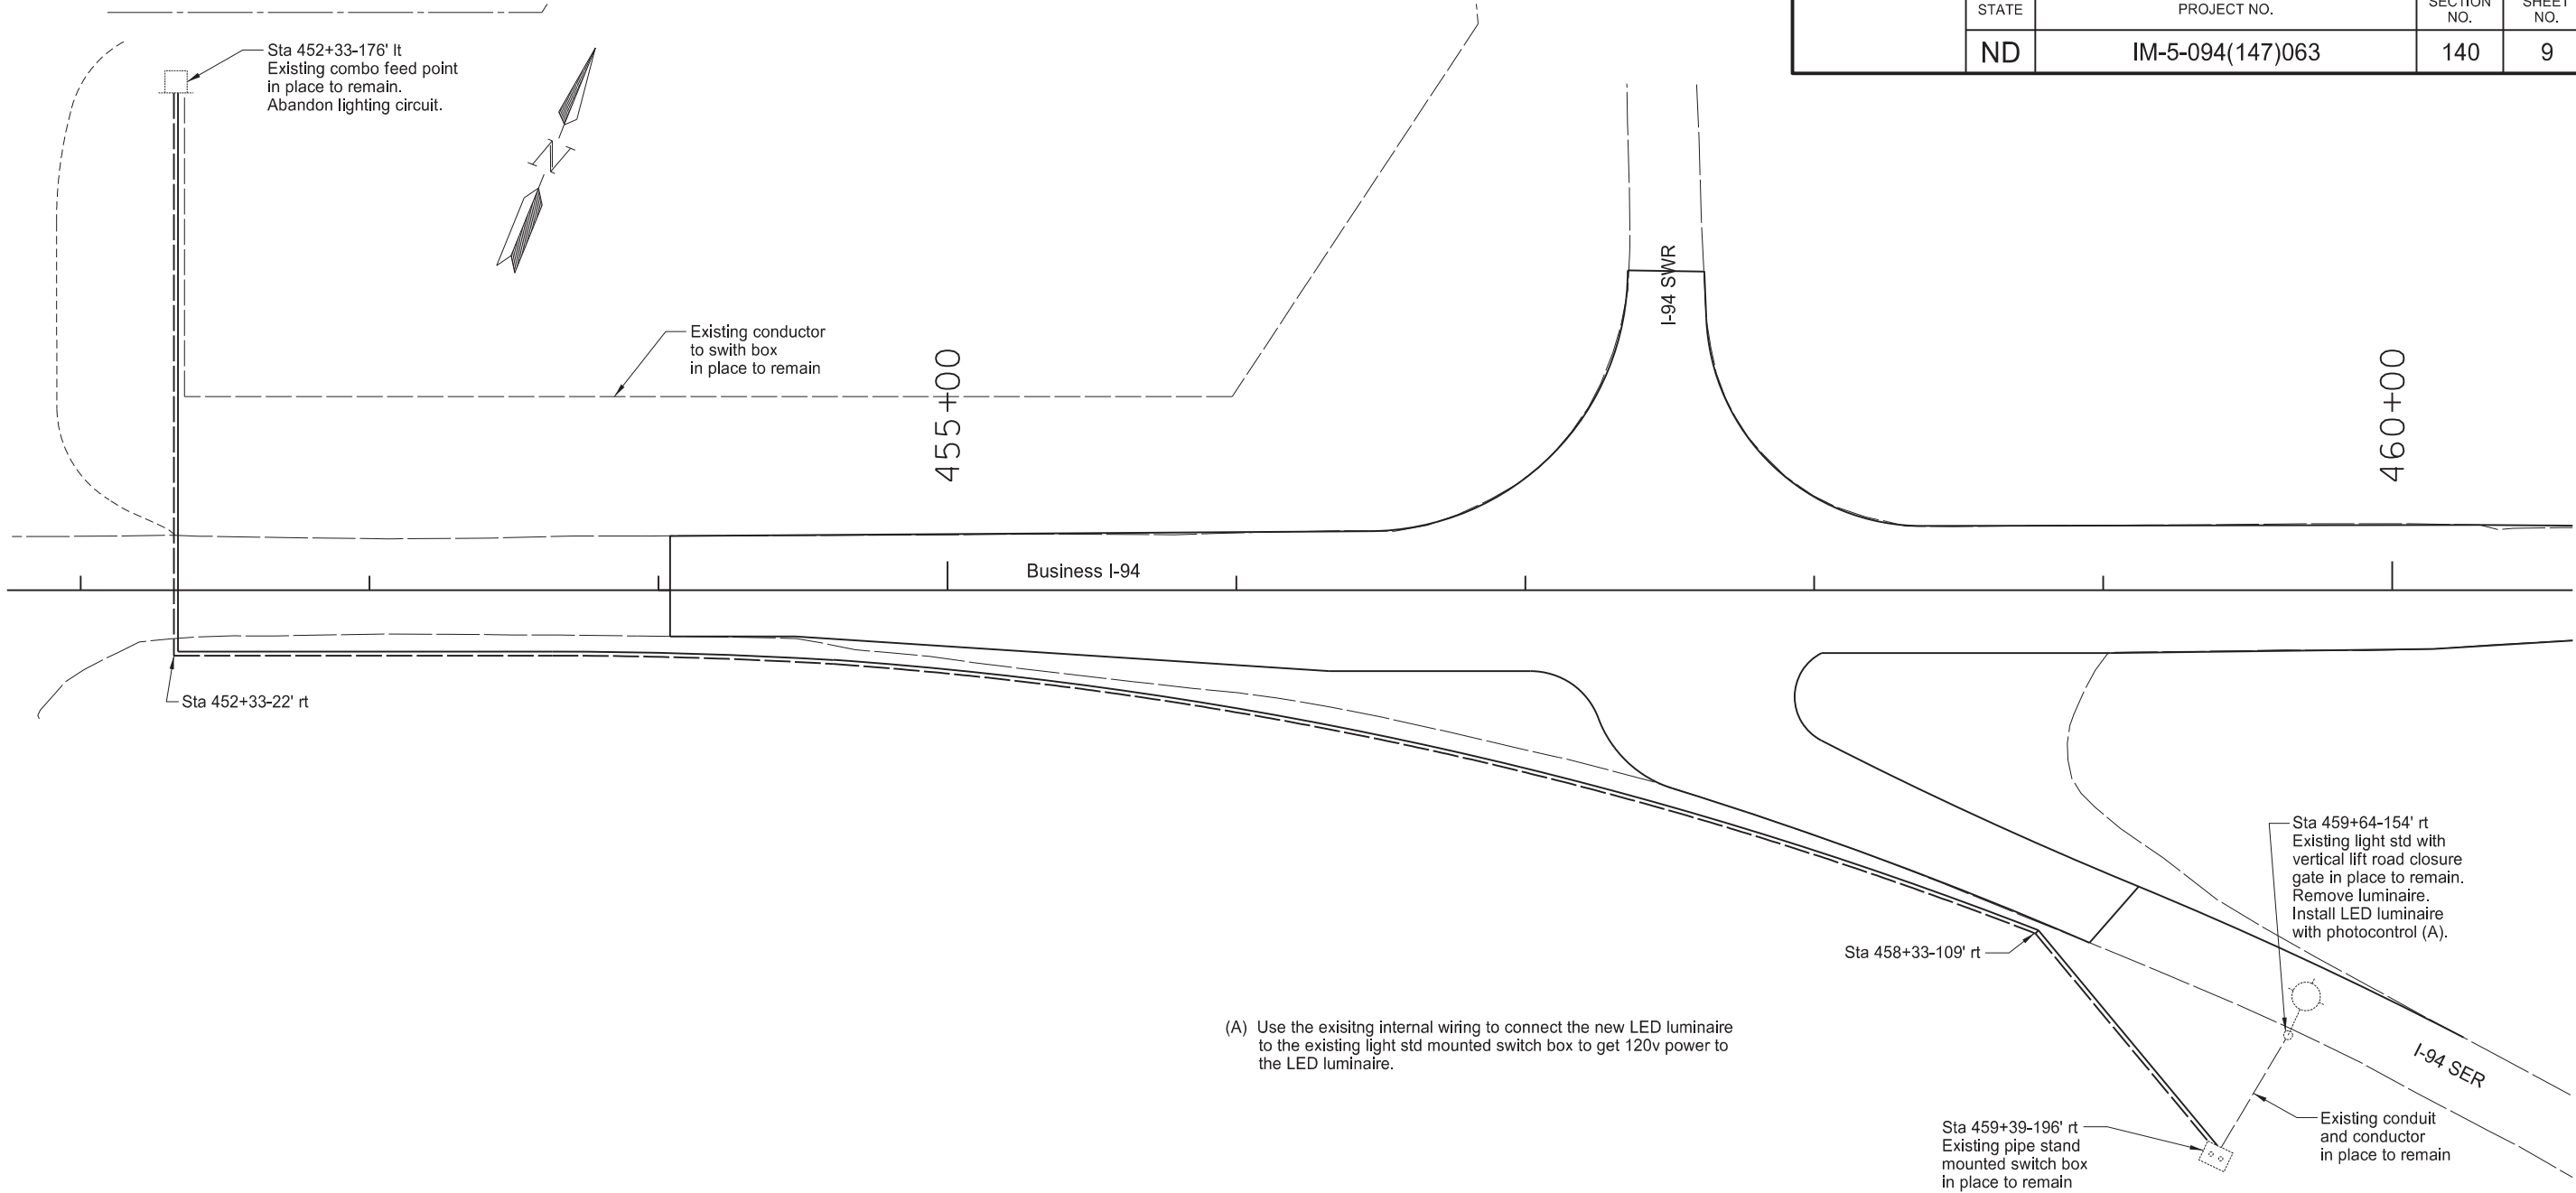 STATE
PROJECT NO.
SECTION
NO.
SHEET
NO.
ND
IM-5-094(147)063
140
9
Sta 452+33-176' lt
Existing combo feed point
in place to remain.
Abandon lighting circuit.
N
I-94 SWR
Existing conductor
to swith box
in place to remain
455+00
460+00
Business I-94
Sta 452+33-22' rt
Sta 459+64-154' rt
Existing light std with
vertical lift road closure
gate in place to remain.
Remove luminaire.
Install LED luminaire
with photocontrol (A).
Sta 458+33-109' rt
(A) Use the exisitng internal wiring to connect the new LED luminaire
to the existing light std mounted switch box to get 120v power to
the LED luminaire.
I-94 SER
Sta 459+39-196' rt
Existing pipe stand
mounted switch box
in place to remain
Existing conduit
and conductor
in place to remain